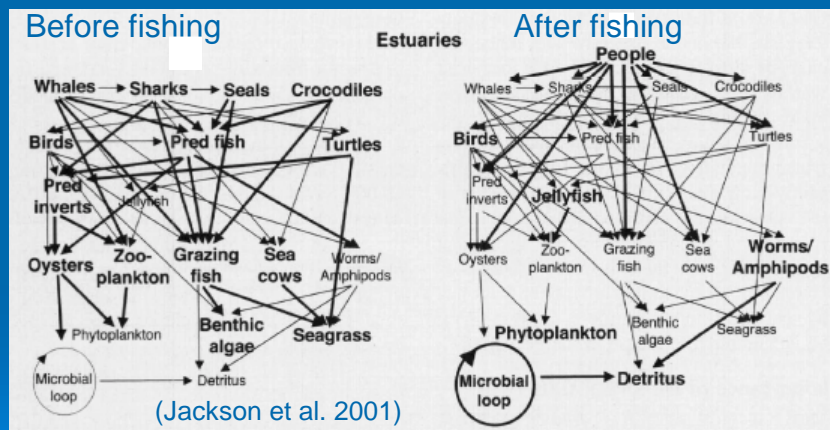 Before fishing
Estuaries
After fishing
Whales
Sharks
Seals
Crocodiles
Birds
Pred fish
Turtles
Pred
inverts
Jellyfish
Oysters
Zoo-
plankton
Grazing
fish
Sea
cows
Worms/
Amphipods
Phytoplankton
Benthic
algae
Seagrass
Microbial
loop
Detritus
(Jackson et al. 2001)
People
Whales
Sharks
Seals
Crocodiles
Birds
Pred fish
Turtles
Pred
inverts
Jellyfish
Oysters
Zoo-
plankton
Grazing
fish
Sea
cows
Worms/
Amphipods
Phytoplankton
Benthic
algae
Seagrass
Microbial
loop
Detritus